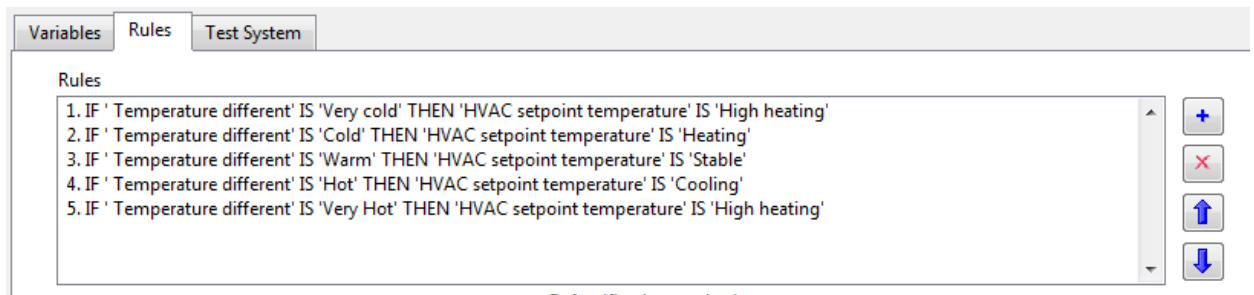 Variables Rules Test System
Rules
1. IF ' Temperature different' IS 'Very cold' THEN 'HVAC setpoint temperature' IS 'High heating'
2. IF ' Temperature different' IS 'Cold' THEN 'HVAC setpoint temperature' IS 'Heating'
3. IF ' Temperature different' IS 'Warm' THEN 'HVAC setpoint temperature' IS 'Stable'
4. IF ' Temperature different' IS 'Hot' THEN 'HVAC setpoint temperature' IS 'Cooling'
5. IF ' Temperature different' IS 'Very Hot' THEN 'HVAC setpoint temperature' IS 'High heating'